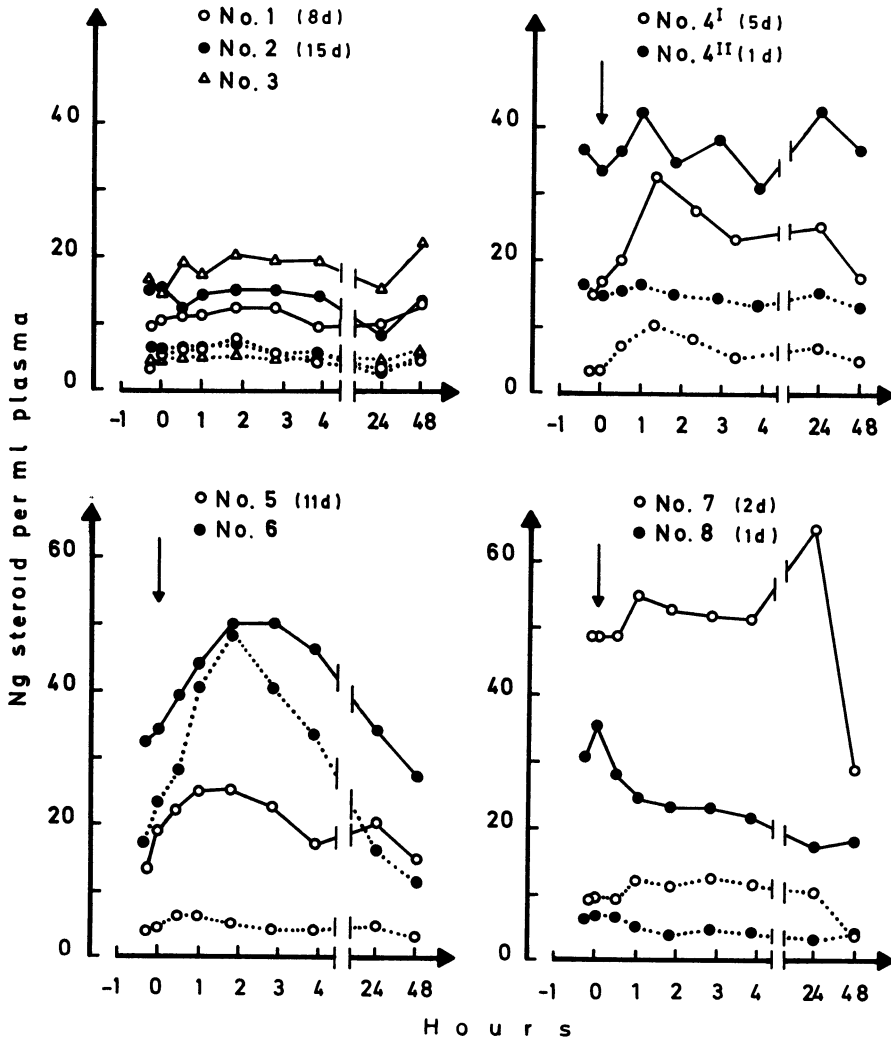 No. 1 (8d)
No. 2 (15d)
No. 3
40
20
0
-1 0 1 2 3 4 24 48
No. 4I (5d)
No. 4II (1d)
40
20
0
-1 0 1 2 3 4 24 48
No. 5 (11d)
No. 6
60
40
20
0
-1 0 1 2 3 4 24 48
No. 7 (2d)
No. 8 (1d)
60
40
20
0
-1 0 1 2 3 4 24 48
Ng steroid per ml plasma
Hours